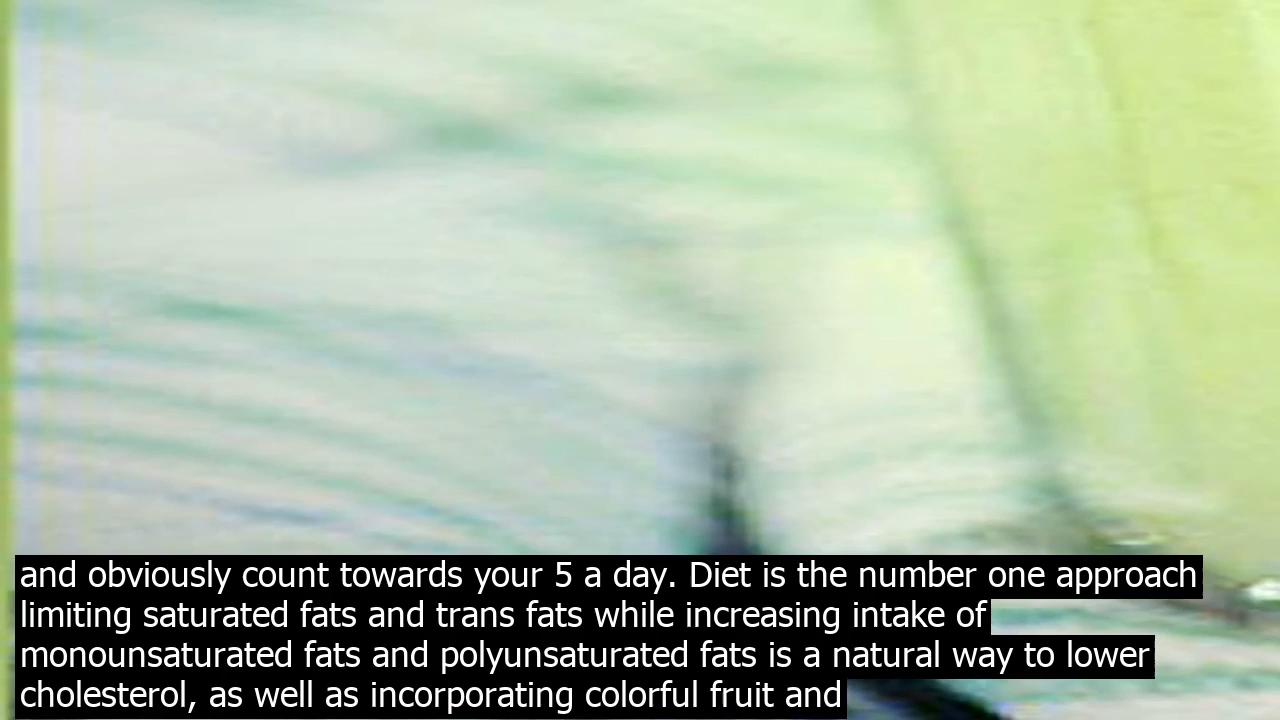 and obviously count towards your 5 a day. Diet is the number one approach
limiting saturated fats and trans fats while increasing intake of
monounsaturated fats and polyunsaturated fats is a natural way to lower
cholesterol, as well as incorporating colorful fruit and